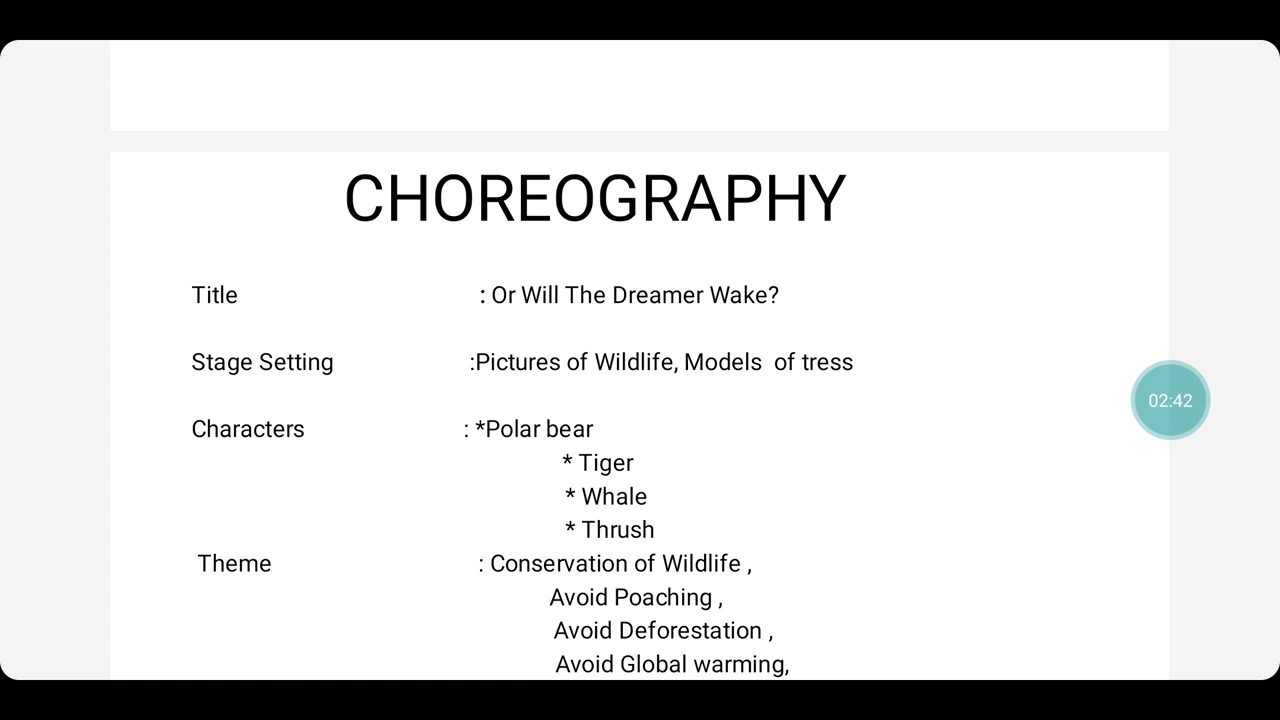 CHOREOGRAPHY
Title : Or Will The Dreamer Wake?
Stage Setting :Pictures of Wildlife, Models of tress
Characters : *Polar bear
* Tiger
* Whale
* Thrush
Theme : Conservation of Wildlife ,
Avoid Poaching ,
Avoid Deforestation ,
Avoid Global warming,
02:42